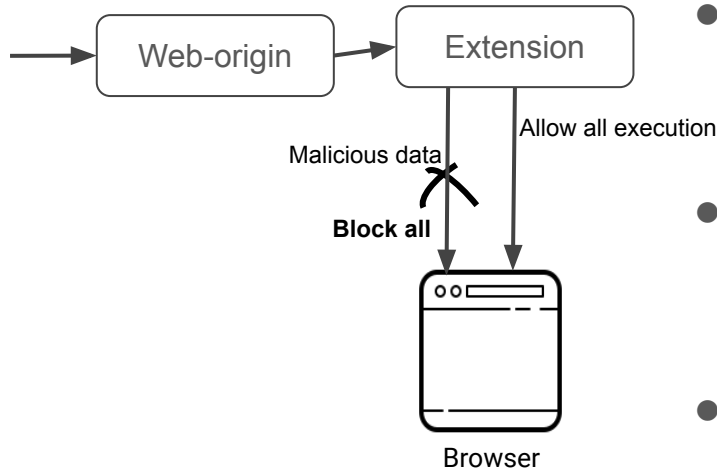 Web-origin
Extension
Allow all execution
Malicious data
Block all
Browser